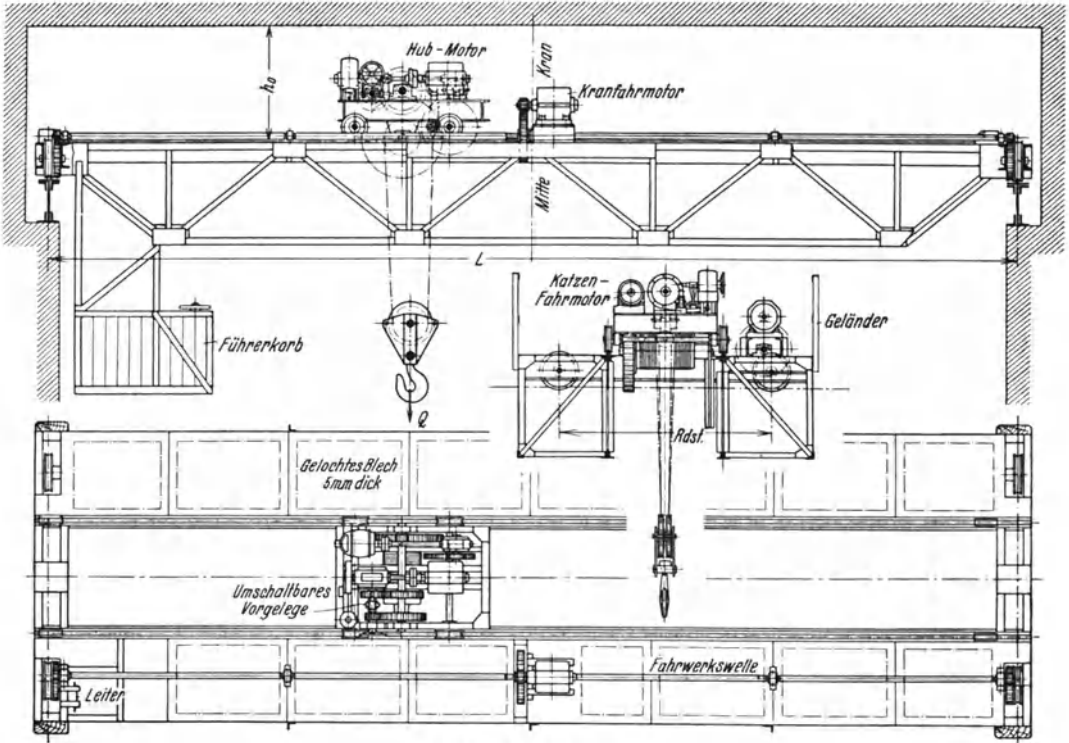 Hub-Motor
Kran
h₀
Kranfahrmotor
Mitte
L
Katzen-
Fahrmotor
Geländer
Führerkorb
Q
Rdst.
Gelochtes Blech
5mm dick
Umschaltbares
Vorgelege
Fahrwerkswelle
Leiter